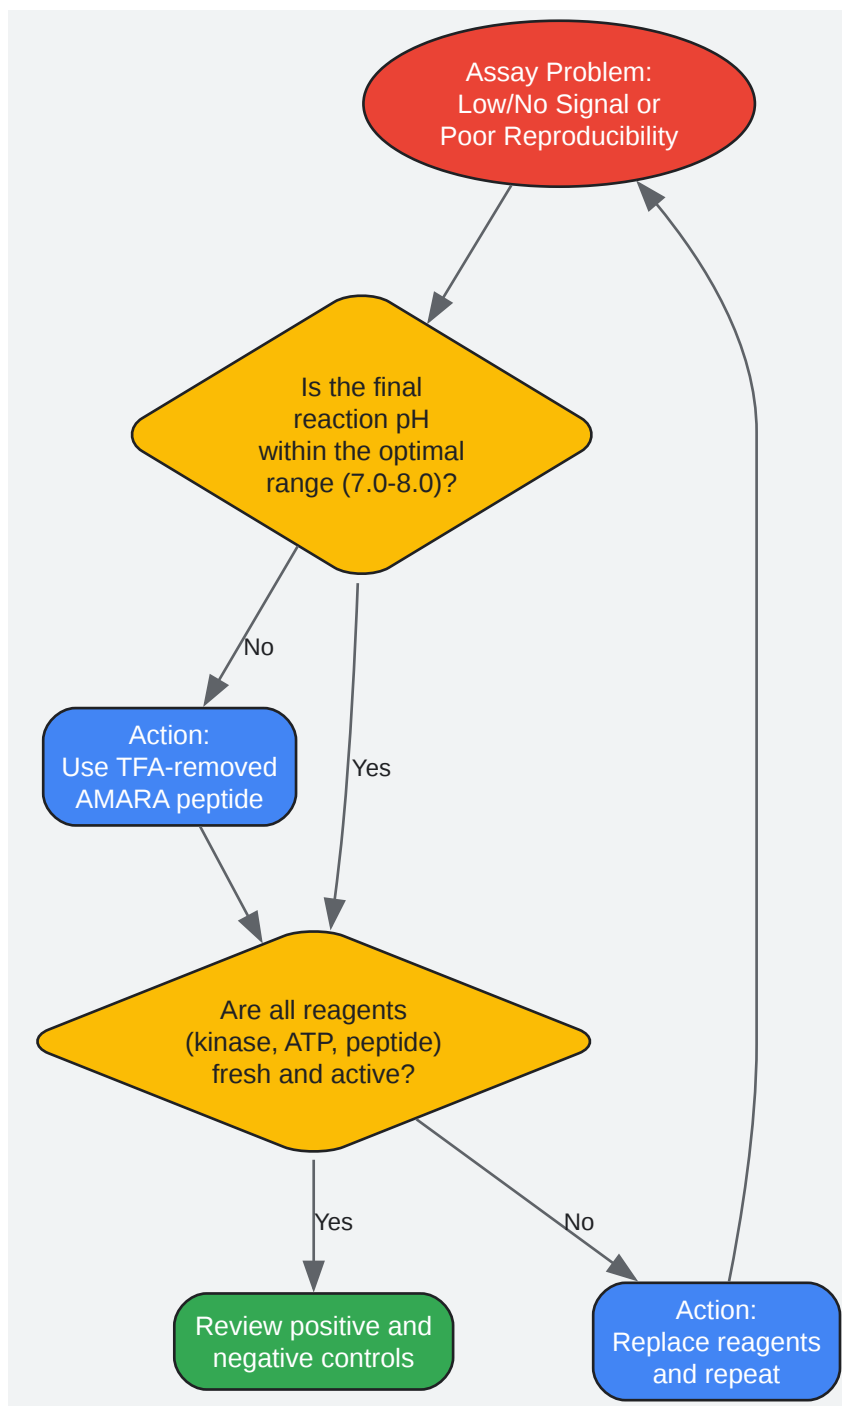 Assay Problem:
Low/No Signal or
Poor Reproducibility
Is the final
reaction pH
within the optimal
range (7.0-8.0)?
No
Action:
Use TFA-removed
AMARA peptide
Yes
Are all reagents
(kinase, ATP, peptide)
fresh and active?
Yes
No
Review positive and
negative controls
Action:
Replace reagents
and repeat